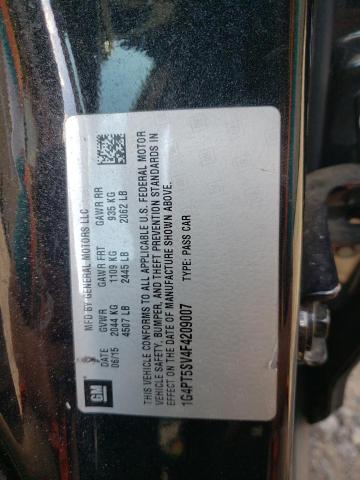 GM
MFD BY GENERAL MOTORS LLC
DATE GVWR GAWR FRT GAWR RR
06/15 2044 KG 1109 KG 935 KG
4507 LB 2445 LB 2062 LB
THIS VEHICLE CONFORMS TO ALL APPLICABLE U.S. FEDERAL MOTOR
VEHICLE SAFETY, BUMPER, AND THEFT PREVENTION STANDARDS IN
EFFECT ON THE DATE OF MANUFACTURE SHOWN ABOVE.
1G4PT5SV4F4209007 TYPE: PASS CAR